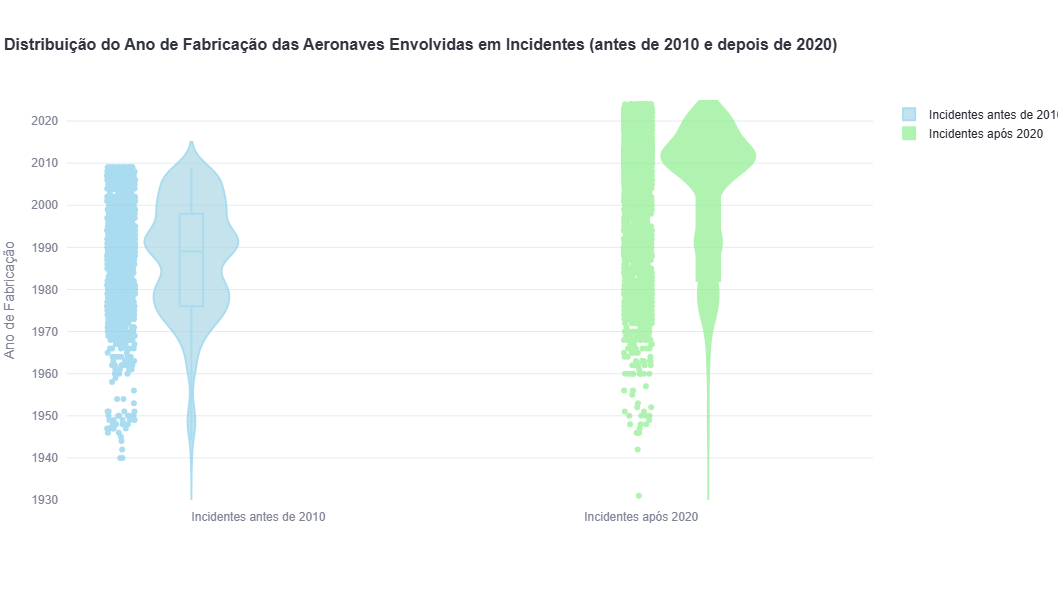 Distribuição do Ano de Fabricação das Aeronaves Envolvidas em Incidentes (antes de 2010 e depois de 2020)
Incidentes antes de 201
Incidentes após 2020
Ano de Fabricação
2020
2010
2000
1990
1980
1970
1960
1950
1940
1930
Incidentes antes de 2010
Incidentes após 2020